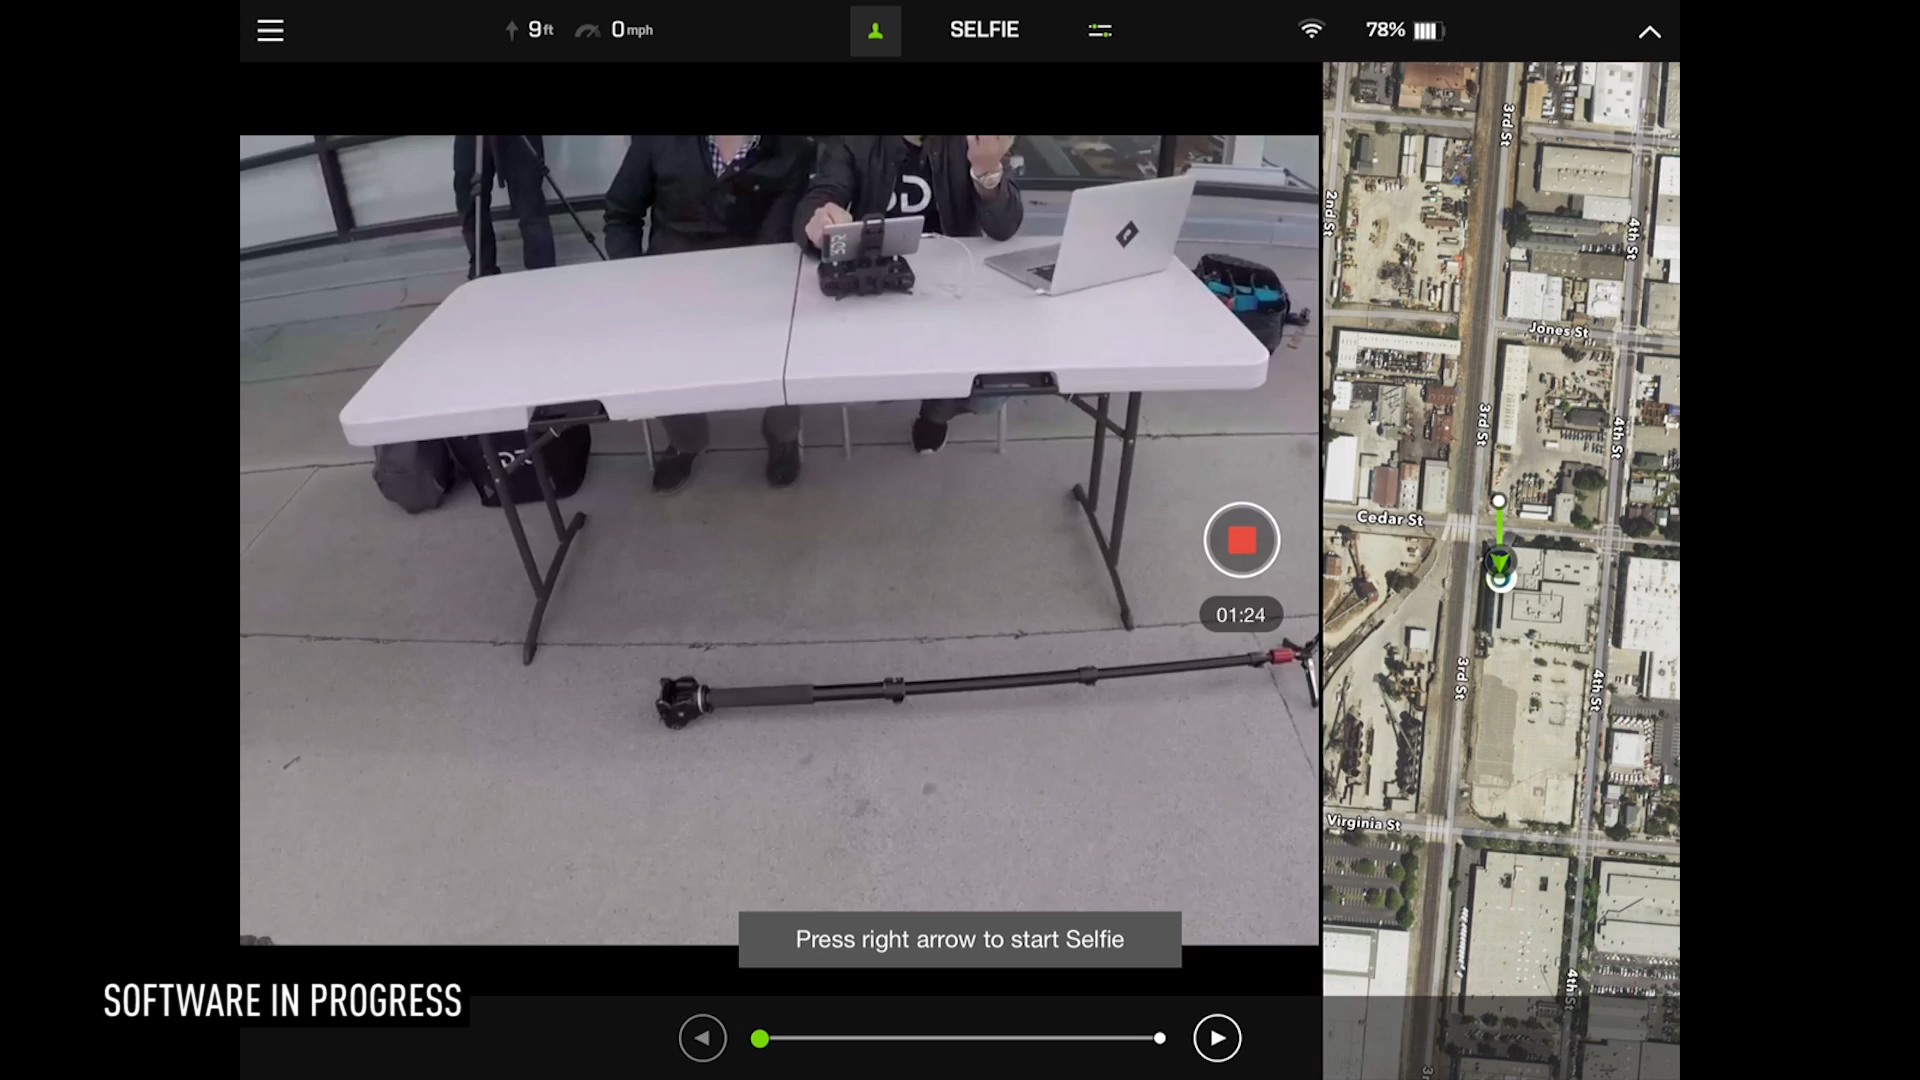 9ft
0mph
SELFIE
78%
3rd St
2nd St
4th St
Jones St
3rd St
4th St
Cedar St
01:24
3rd St
4th St
Virginia St
Press right arrow to start Selfie
4th St
SOFTWARE IN PROGRESS